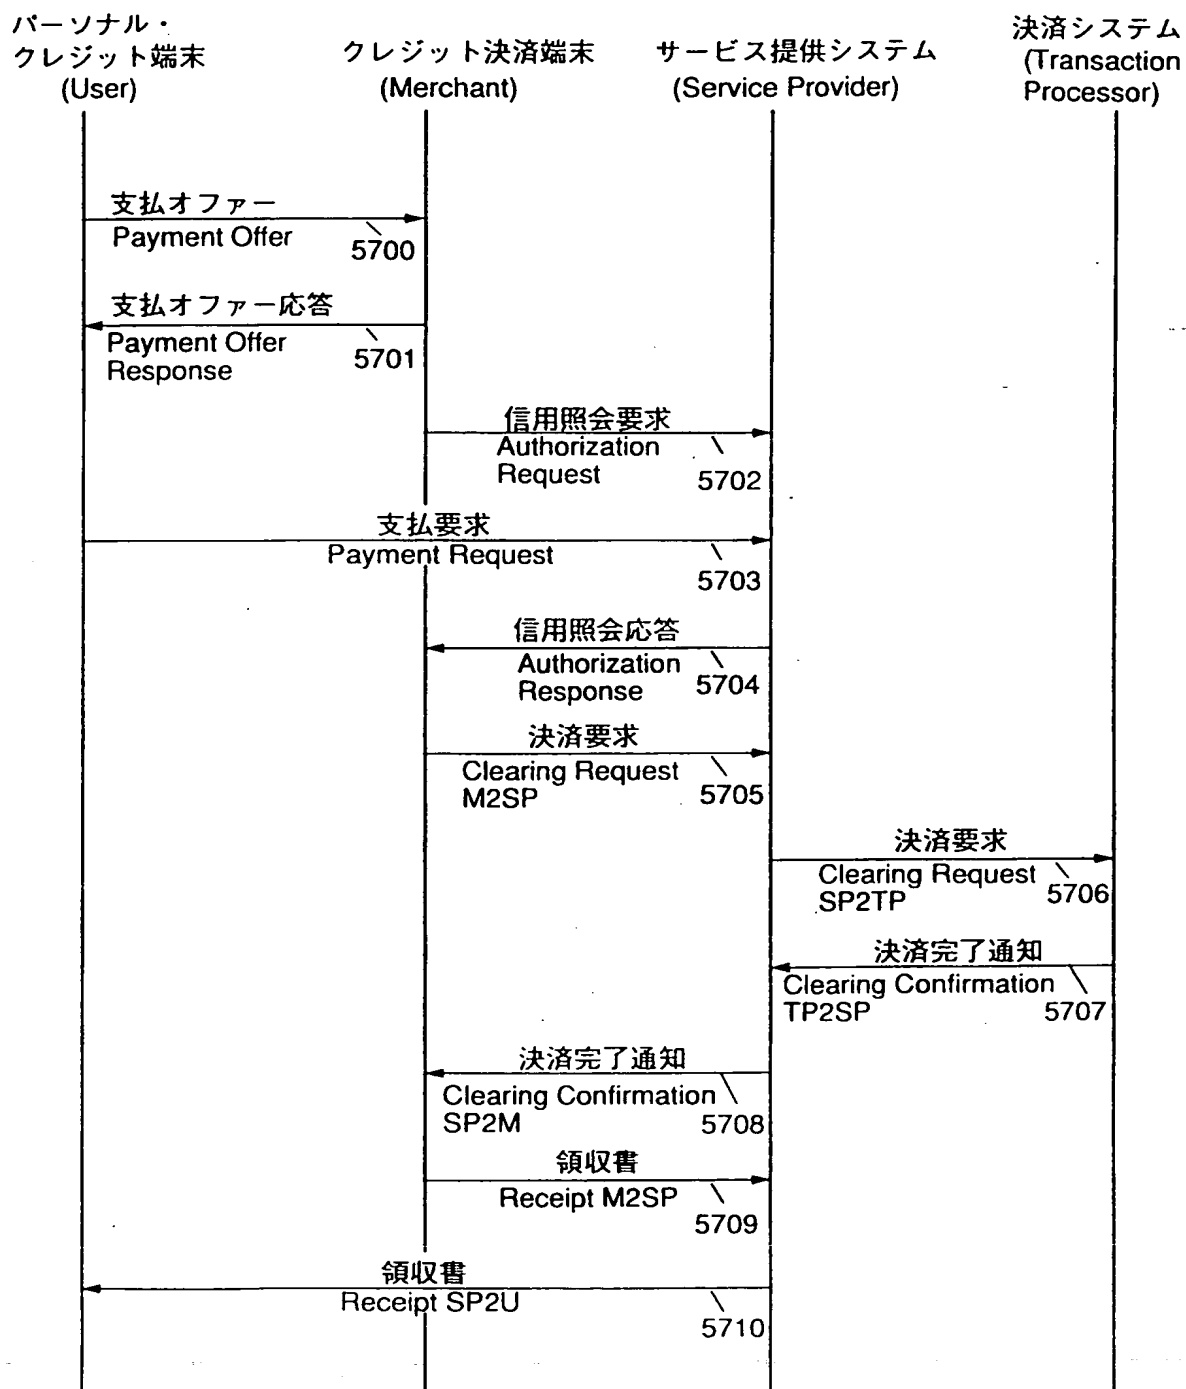 パーソナル・
クレジット端末
(User)
クレジット決済端末
(Merchant)
サービス提供システム
(Service Provider)
決済システム
(Transaction
Processor)
支払オファー
Payment Offer
5700
支払オファー応答
Payment Offer
Response
5701
信用照会要求
Authorization
Request
5702
支払要求
Payment Request
5703
信用照会応答
Authorization
Response
5704
決済要求
Clearing Request
M2SP
5705
決済要求
Clearing Request
SP2TP
5706
決済完了通知
Clearing Confirmation
TP2SP
5707
決済完了通知
Clearing Confirmation
SP2M
5708
領収書
Receipt M2SP
5709
領収書
Receipt SP2U
5710